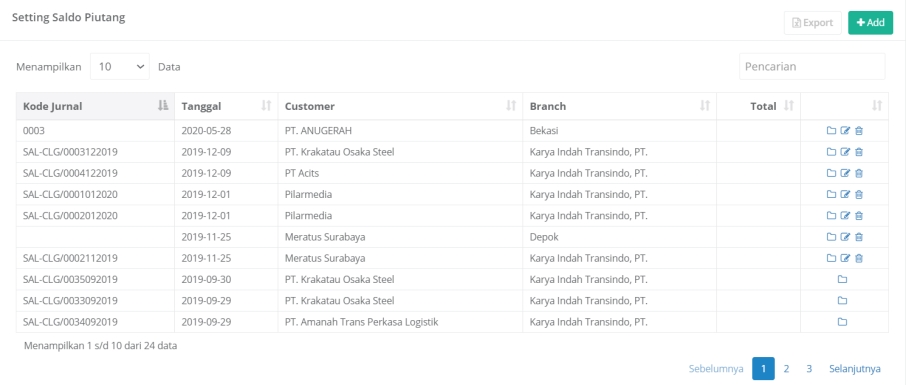 Setting Saldo Piutang
Export
+ Add
Menampilkan 10 Data
Pencarian
Kode Jurnal Tanggal Customer Branch Total
0003 2020-05-28 PT. ANUGERAH Bekasi
SAL-CLG/0003122019 2019-12-09 PT. Krakatau Osaka Steel Karya Indah Transindo, PT.
SAL-CLG/0004122019 2019-12-09 PT Acits Karya Indah Transindo, PT.
SAL-CLG/0001012020 2019-12-01 Pilarmedia Karya Indah Transindo, PT.
SAL-CLG/0002012020 2019-12-01 Pilarmedia Karya Indah Transindo, PT.
2019-11-25 Meratus Surabaya Depok
SAL-CLG/0002112019 2019-11-25 Meratus Surabaya Karya Indah Transindo, PT.
SAL-CLG/0035092019 2019-09-30 PT. Krakatau Osaka Steel Karya Indah Transindo, PT.
SAL-CLG/0033092019 2019-09-29 PT. Krakatau Osaka Steel Karya Indah Transindo, PT.
SAL-CLG/0034092019 2019-09-29 PT. Amanah Trans Perkasa Logistik Karya Indah Transindo, PT.
Menampilkan 1 s/d 10 dari 24 data
Sebelumnya 1 2 3 Selanjutnya